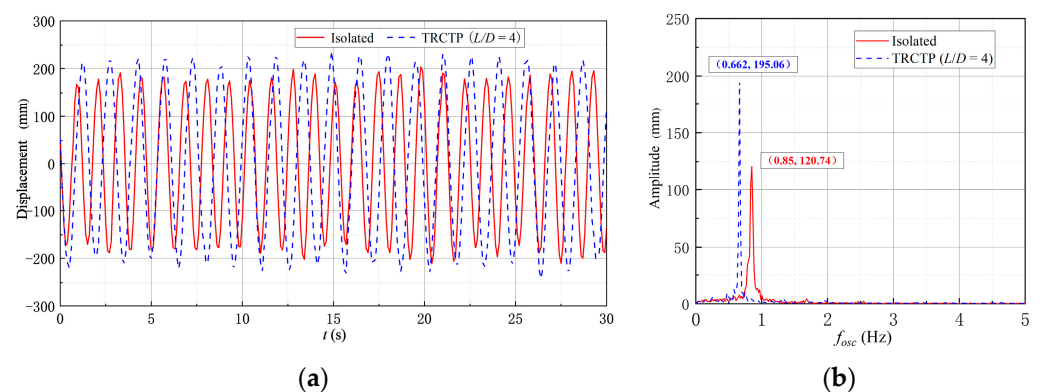 300
200
100
0
−100
−200
−300
Displacement (mm)
Isolated
TRCTP (L/D = 4)
0 5 10 15 20 25 30
t (s)
(a)
250
200
150
100
50
0
Amplitude (mm)
Isolated
TRCTP (L/D = 4)
(0.662, 195.06)
(0.85, 120.74)
0 1 2 3 4 5
fosc (Hz)
(b)